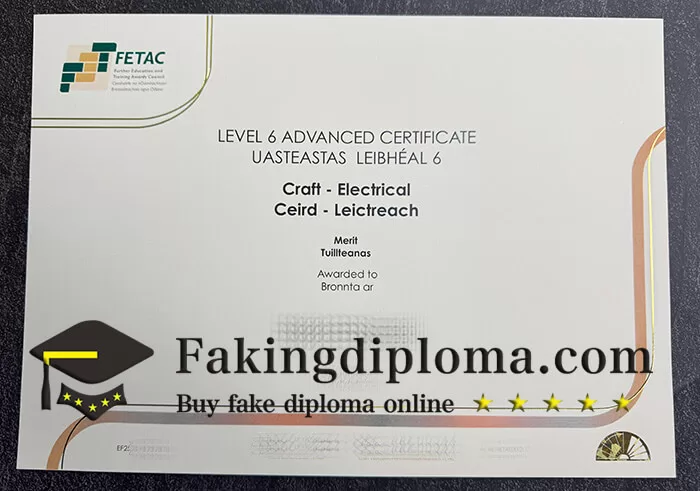 FETAC
Further Education and
Training Awards Council
LEVEL 6 ADVANCED CERTIFICATE
UASTEASTAS LEIBHÉAL 6
Craft - Electrical
Ceird - Leictreach
Merit
Tuillteanas
Awarded to
Bronnta ar
Fakingdiploma.com
Buy fake diploma online